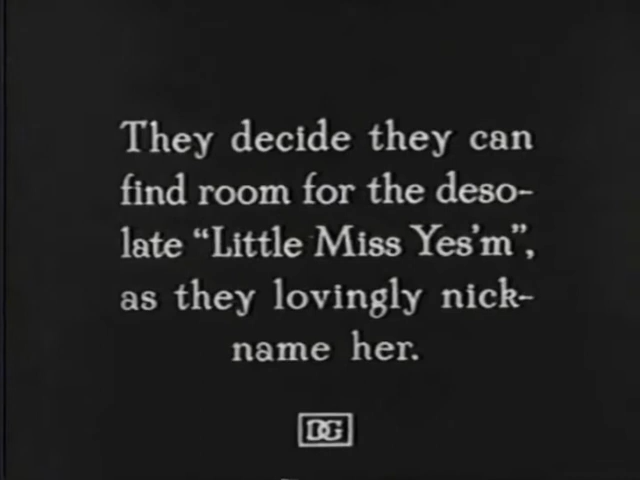 They decide they can
find room for the deso-
late “Little Miss Yes'm”,
as they lovingly nick-
name her.
DG